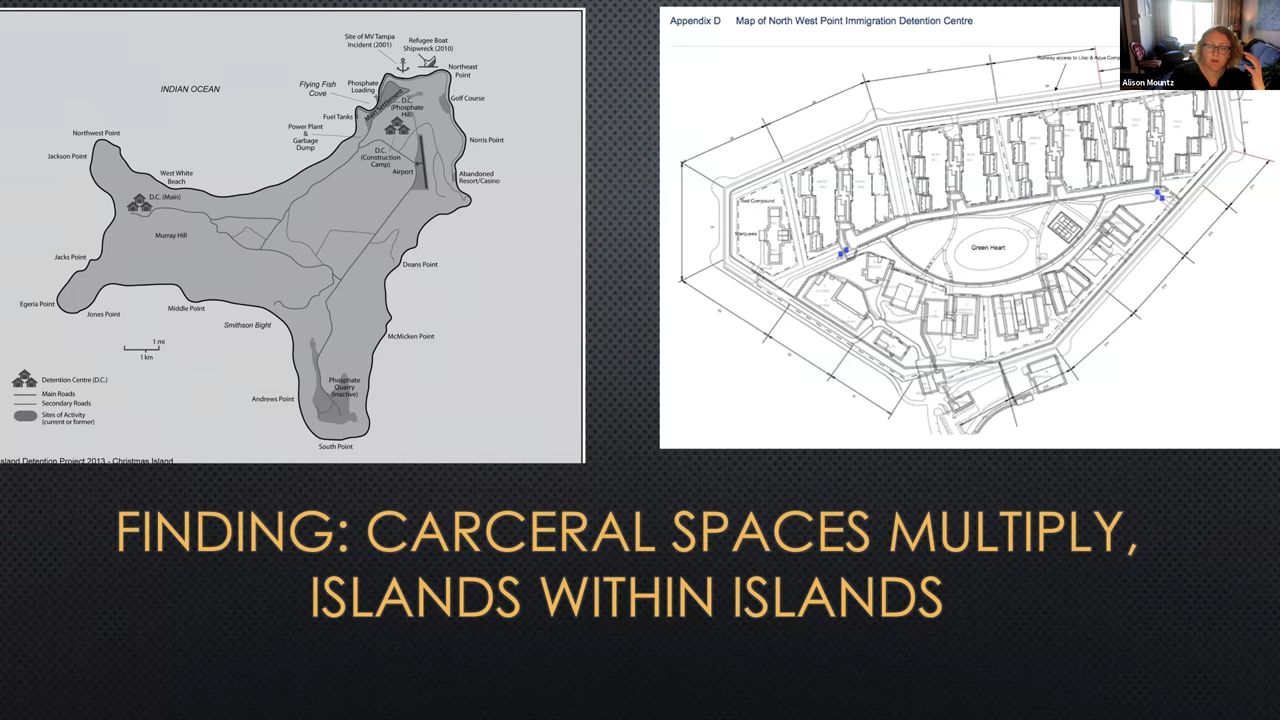 INDIAN OCEAN
Site of MV Tampa
Incident (2001)
Refugee Boat
Shipwreck (2010)
Northeast
Point
Phosphate
Loading
Flying Fish
Cove
Golf Course
D.C.
(Phosphate
Hill)
Fuel Tanks
Power Plant
&
Garbage
Dump
Norris Point
Northwest Point
Jackson Point
D.C.
(Construction
Camp)
Airport
West White
Beach
Abandoned
Resort/Casino
D.C. (Main)
Murray Hill
Jacks Point
Deans Point
Egeria Point
Jones Point
Middle Point
Smithson Bight
McMicken Point
1 mi
1 km
Detention Centre (D.C.)
Main Roads
Secondary Roads
Sites of Activity
(current or former)
Phosphate
Quarry
(Inactive)
Andrews Point
South Point
sland Detention Project 2013 - Christmas Island
Appendix D Map of North West Point Immigration Detention Centre
Alison Mountz
Red Compound
Marquees
Green Heart
FINDING: CARCERAL SPACES MULTIPLY,
ISLANDS WITHIN ISLANDS